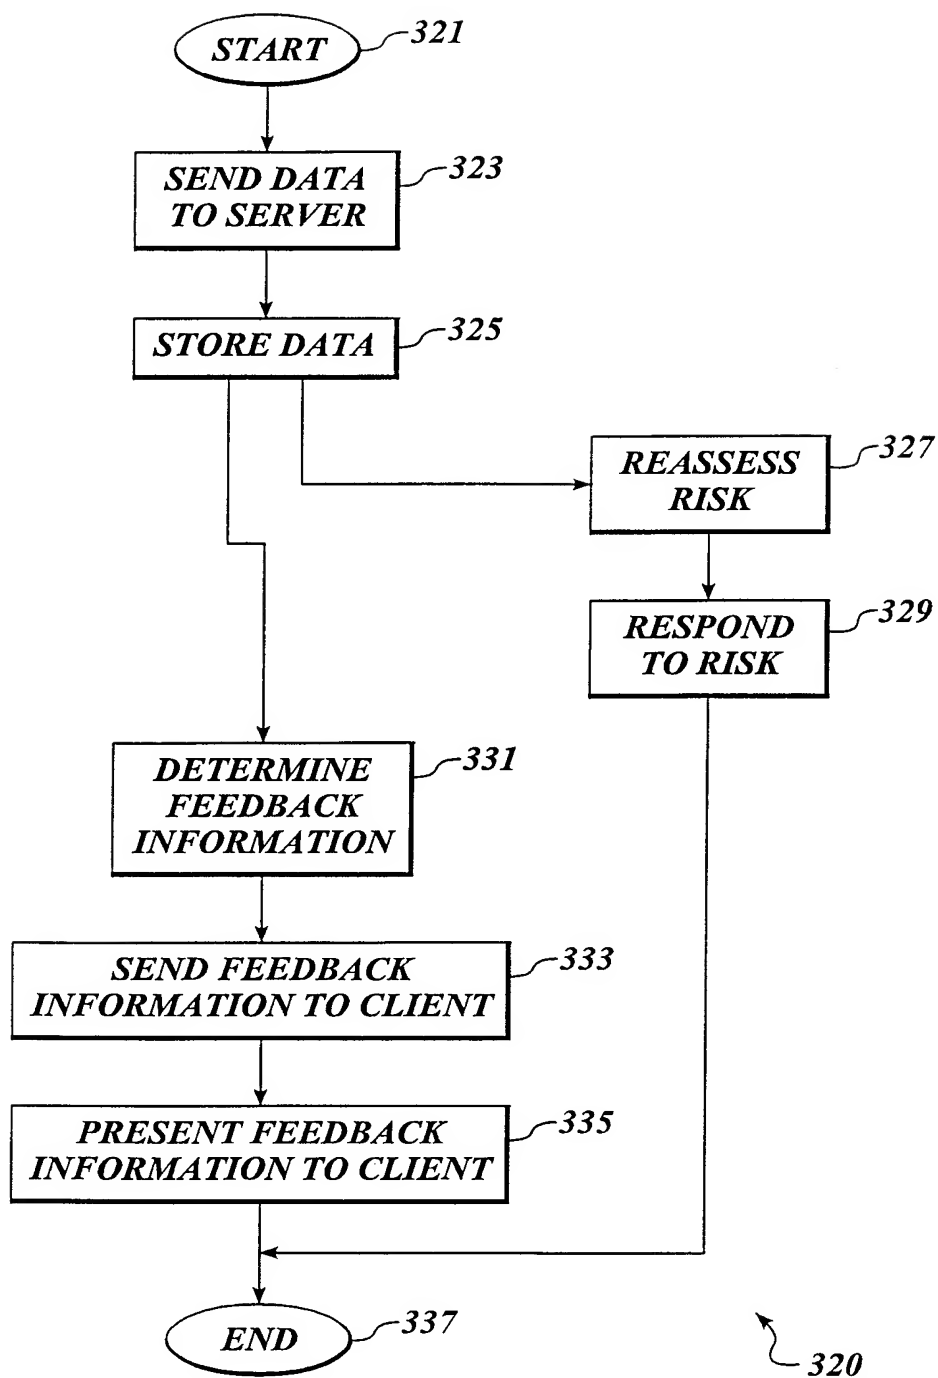 START
321
SEND DATA
TO SERVER
323
STORE DATA
325
REASSESS
RISK
327
RESPOND
TO RISK
329
DETERMINE
FEEDBACK
INFORMATION
331
SEND FEEDBACK
INFORMATION TO CLIENT
333
PRESENT FEEDBACK
INFORMATION TO CLIENT
335
END
337
320